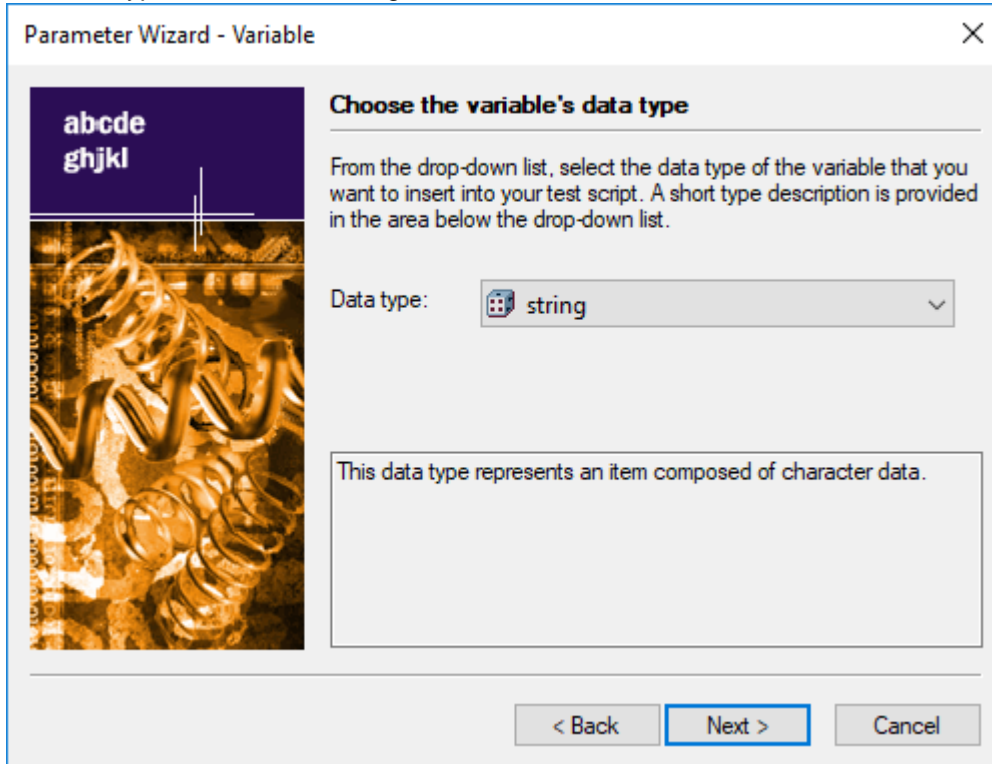 Parameter Wizard - Variable
abcde
ghjkl
Choose the variable's data type
From the drop-down list, select the data type of the variable that you
want to insert into your test script. A short type description is provided
in the area below the drop-down list.
Data type:
string
This data type represents an item composed of character data.
< Back
Next >
Cancel